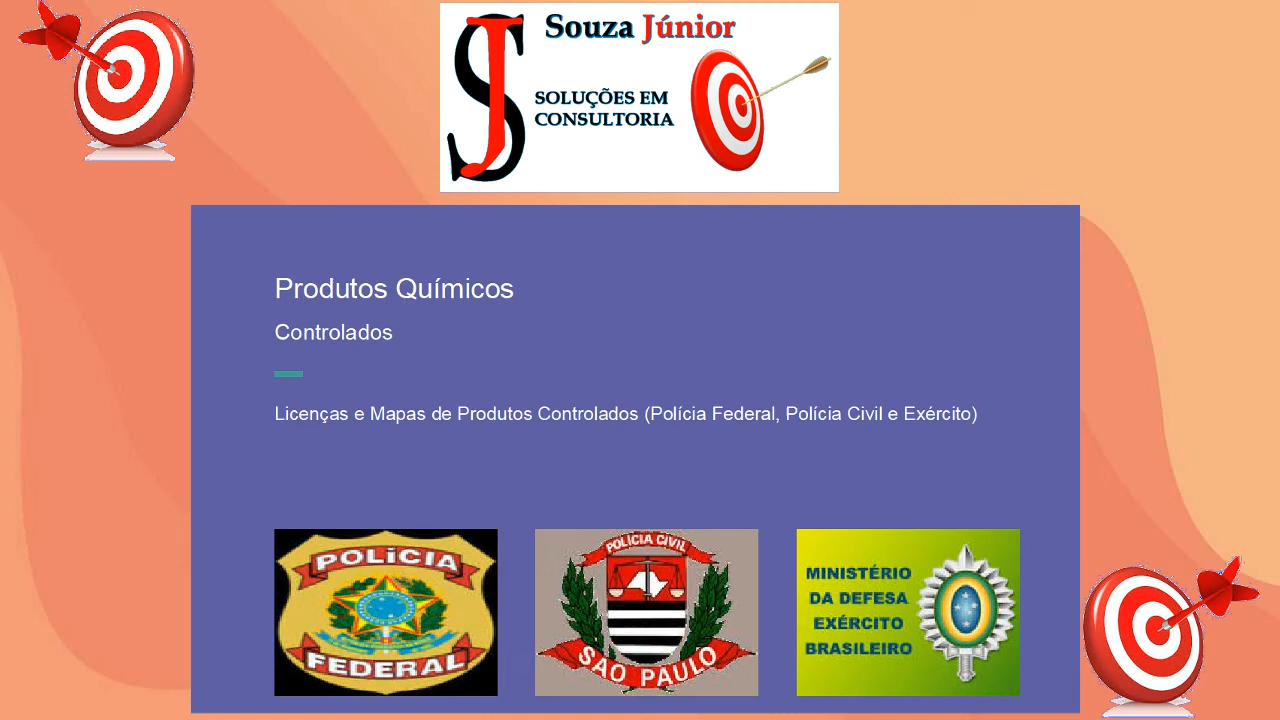 Souza Júnior
SJ
SOLUÇÕES EM
CONSULTORIA
Produtos Químicos
Controlados
Licenças e Mapas de Produtos Controlados (Polícia Federal, Polícia Civil e Exército)
POLíCIA
FEDERAL
POLÍCIA CIVIL
SÃO PAULO
MINISTÉRIO
DA DEFESA
EXÉRCITO
BRASILEIRO